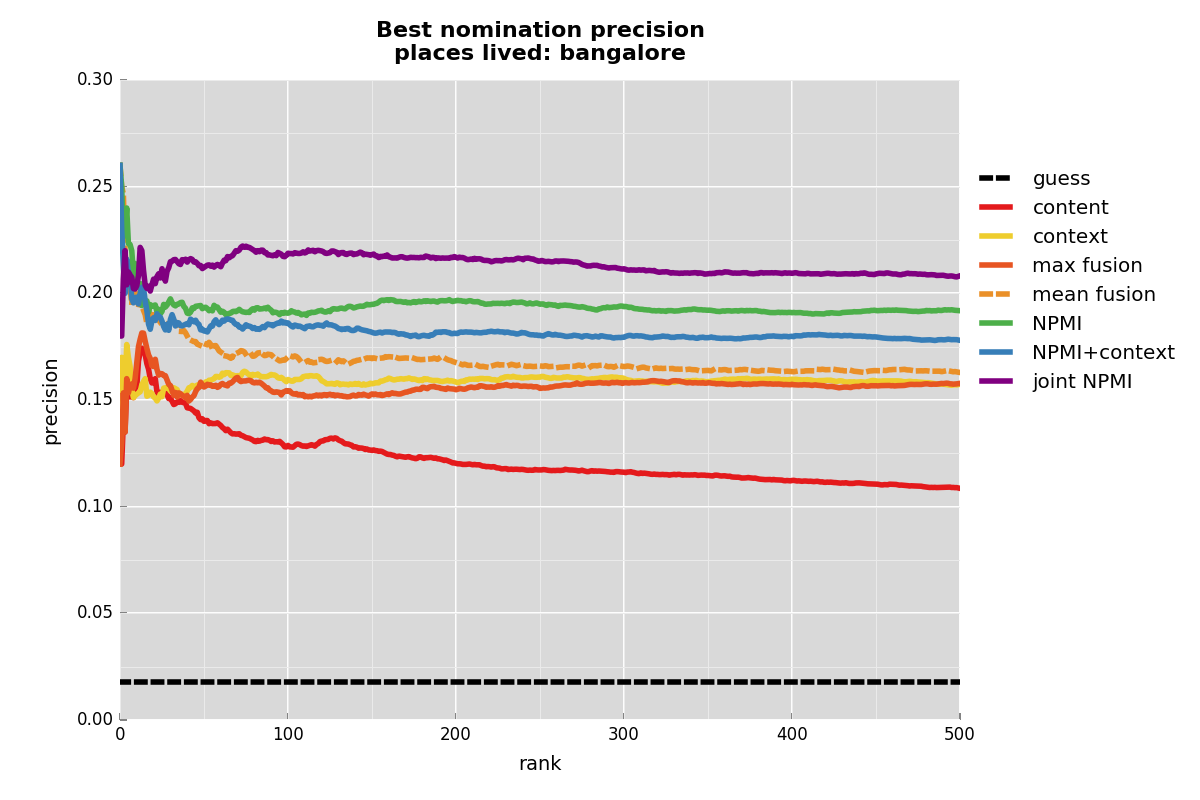 Best nomination precision
places lived: bangalore
precision
0.30
0.25
0.20
0.15
0.10
0.05
0.00
0
100
200
300
400
500
rank
guess
content
context
max fusion
mean fusion
NPMI
NPMI+context
joint NPMI